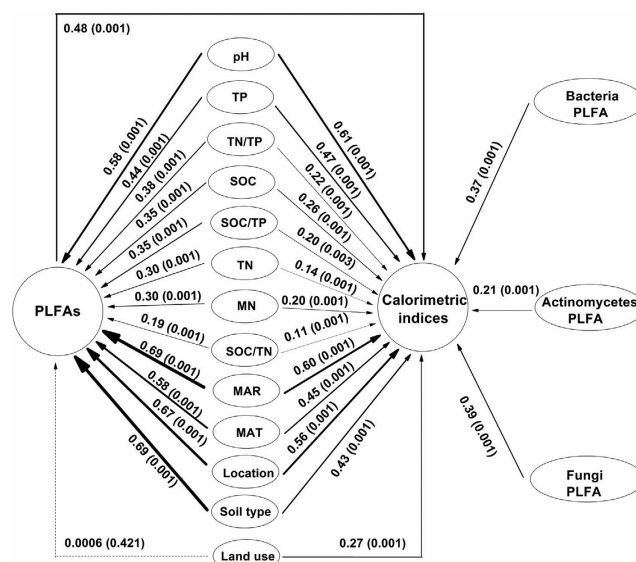 0.48 (0.001)
pH
TP
TN/TP
SOC
SOC/TP
TN
MN
SOC/TN
MAR
MAT
Location
Soil type
Land use
PLFAs
0.58 (0.001)
0.44 (0.001)
0.38 (0.001)
0.35 (0.001)
0.35 (0.001)
0.30 (0.001)
0.30 (0.001)
0.19 (0.001)
0.69 (0.001)
0.58 (0.001)
0.67 (0.001)
0.69 (0.001)
0.0006 (0.421)
0.61 (0.001)
0.47 (0.001)
0.22 (0.001)
0.26 (0.001)
0.20 (0.003)
0.14 (0.001)
0.20 (0.001)
0.11 (0.001)
0.60 (0.001)
0.45 (0.001)
0.56 (0.001)
0.43 (0.001)
0.27 (0.001)
Calorimetric
indices
Bacteria
PLFA
0.37 (0.001)
0.21 (0.001)
Actinomycetes
PLFA
0.39 (0.001)
Fungi
PLFA